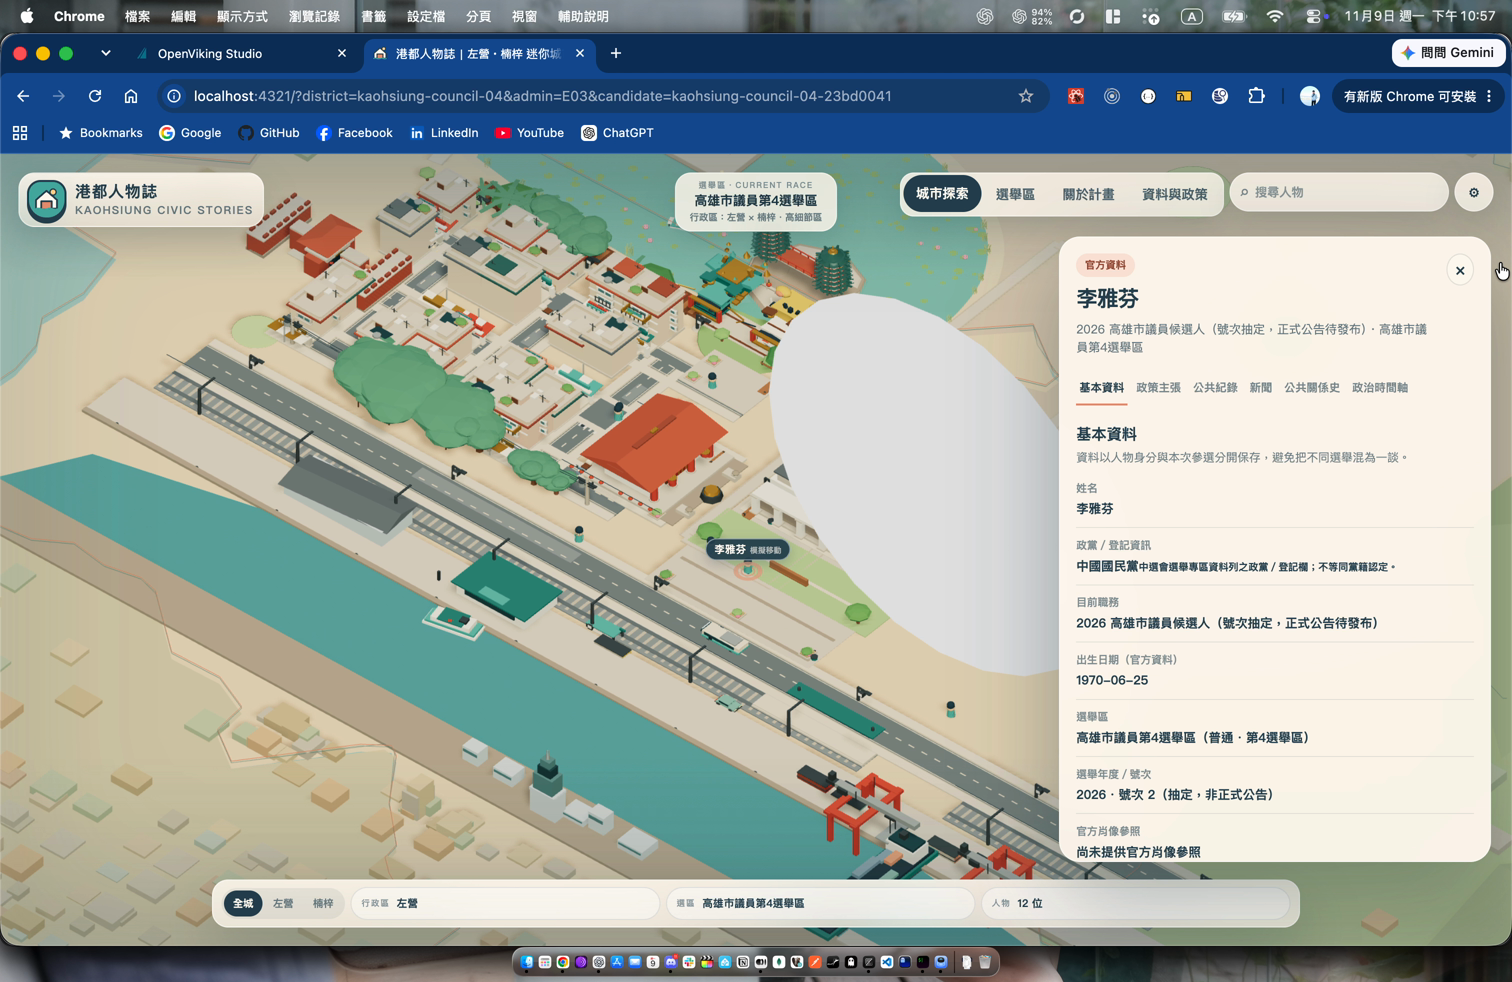 Chrome 檔案 編輯 顯示方式 瀏覽記錄 書籤 設定檔 分頁 視窗 輔助說明
94%
82%
A
11月9日 週一 下午10:57
OpenViking Studio
港都人物誌 | 左營・楠梓 迷你城
問問 Gemini
localhost:4321/?district=kaohsiung-council-04&admin=E03&candidate=kaohsiung-council-04-23bd0041
有新版 Chrome 可安裝
Bookmarks Google GitHub Facebook LinkedIn YouTube ChatGPT
港都人物誌
KAOHSIUNG CIVIC STORIES
選舉區 · CURRENT RACE
高雄市議員第4選舉區
行政區：左營 × 楠梓・高細節區
城市探索 選舉區 關於計畫 資料與政策
搜尋人物
官方資料
李雅芬
2026 高雄市議員候選人（號次抽定，正式公告待發布）· 高雄市議
員第4選舉區
基本資料 政策主張 公共紀錄 新聞 公共關係史 政治時間軸
基本資料
資料以人物身分與本次參選分開保存，避免把不同選舉混為一談。
姓名
李雅芬
政黨 / 登記資訊
中國國民黨中選會選舉專區資料列之政黨 / 登記欄；不等同黨籍認定。
目前職務
2026 高雄市議員候選人（號次抽定，正式公告待發布）
出生日期（官方資料）
1970-06-25
選舉區
高雄市議員第4選舉區（普通・第4選舉區）
選舉年度 / 號次
2026 · 號次 2（抽定，非正式公告）
官方肖像參照
尚未提供官方肖像參照
李雅芬 模擬移動
全城 左營 楠梓
行政區 左營
選區 高雄市議員第4選舉區
人物 12 位